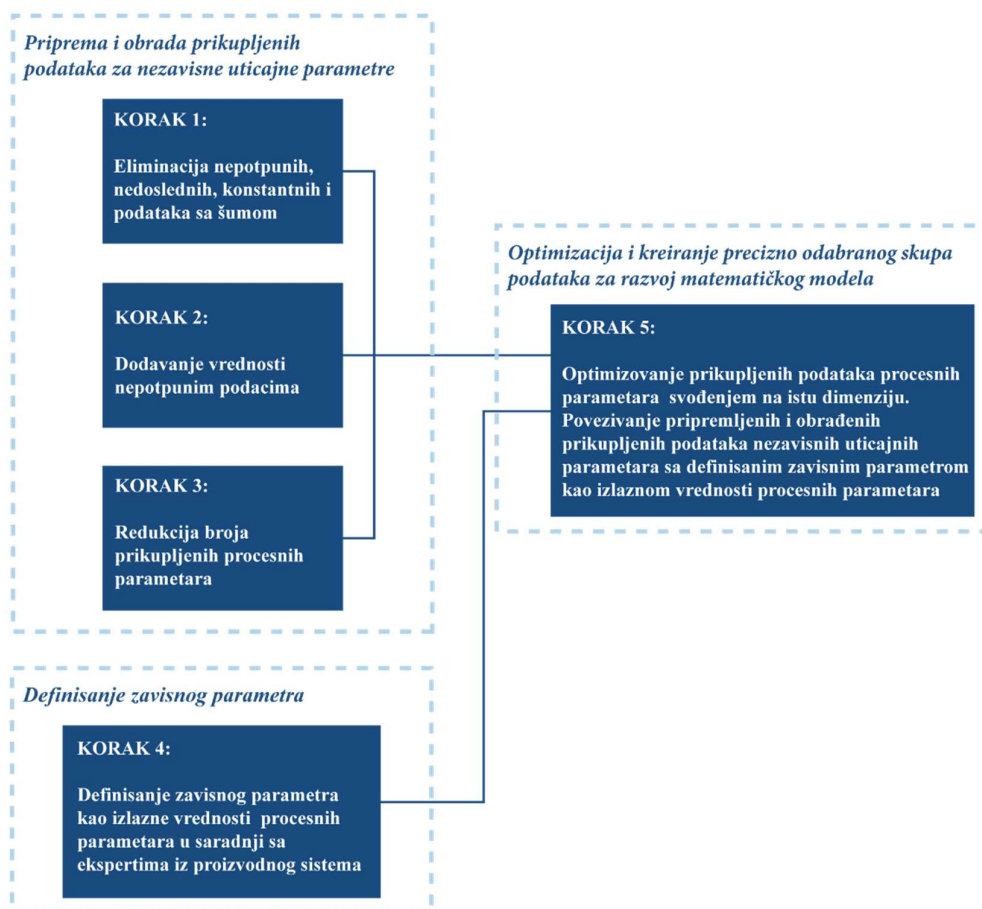 Priprema i obrada prikupljenih
podataka za nezavisne uticajne parametre
KORAK 1:
Eliminacija nepotpunih,
nedoslednih, konstantnih i
podataka sa šumom
KORAK 2:
Dodavanje vrednosti
nepotpunim podacima
KORAK 3:
Redukcija broja
prikupljenih procesnih
parametara
Definisanje zavisnog parametra
KORAK 4:
Definisanje zavisnog parametra
kao izlazne vrednosti procesnih
parametara u saradnji sa
ekspertima iz proizvodnog sistema
Optimizacija i kreiranje precizno odabranog skupa
podataka za razvoj matematičkog modela
KORAK 5:
Optimizovanje prikupljenih podataka procesnih
parametara svođenjem na istu dimenziju.
Povezivanje pripremljenih i obrađenih
prikupljenih podataka nezavisnih uticajnih
parametara sa definisanim zavisnim parametrom
kao izlaznom vrednosti procesnih parametara